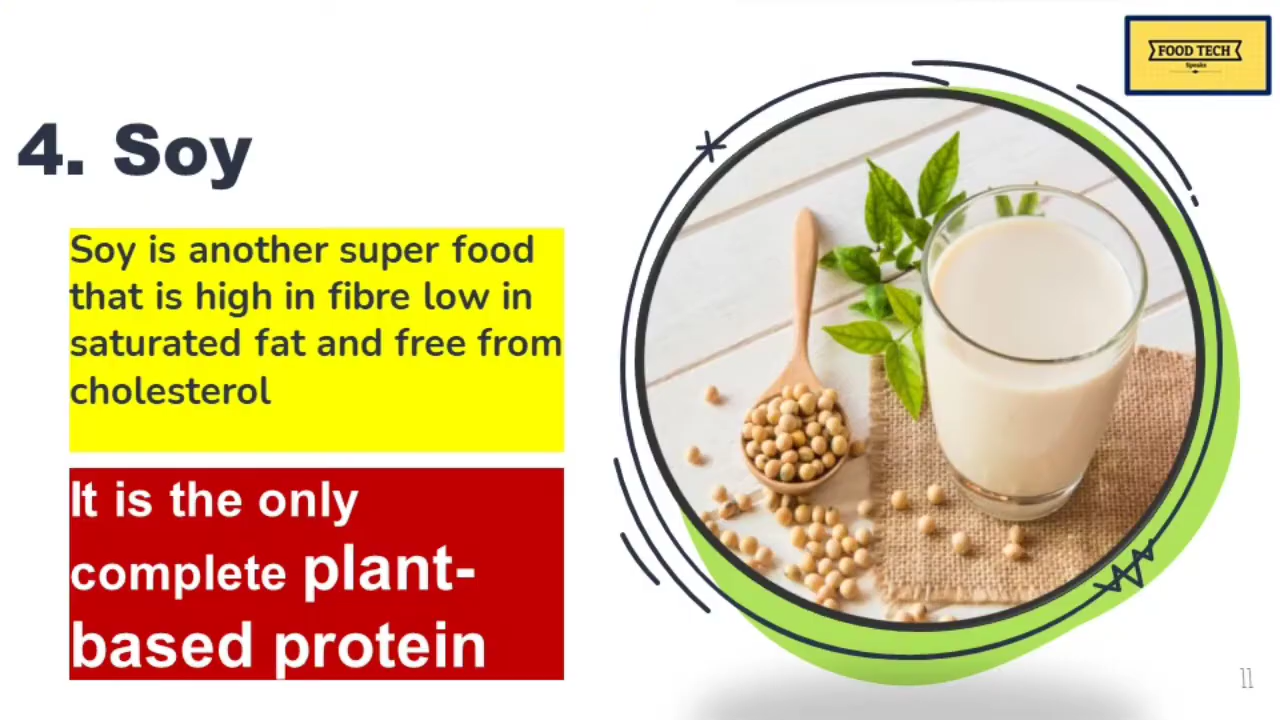 FOOD TECH
Speaks
4. Soy
Soy is another super food
that is high in fibre low in
saturated fat and free from
cholesterol
It is the only
complete plant-
based protein
11